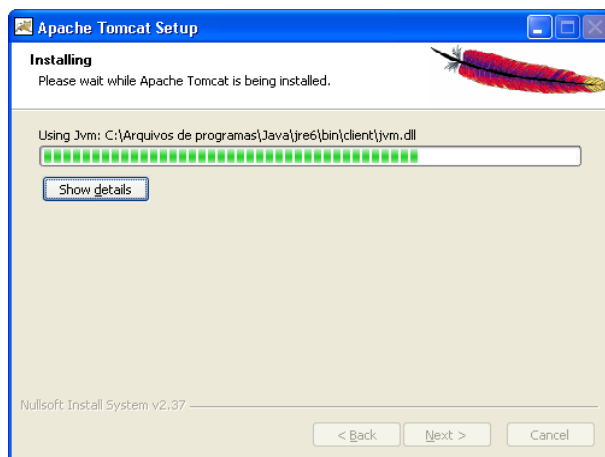 Apache Tomcat Setup
Installing
Please wait while Apache Tomcat is being installed.
Using Jvm: C:\Arquivos de programas\Java\jre6\bin\client\jvm.dll
Show details
Nullsoft Install System v2.37
< Back Next > Cancel